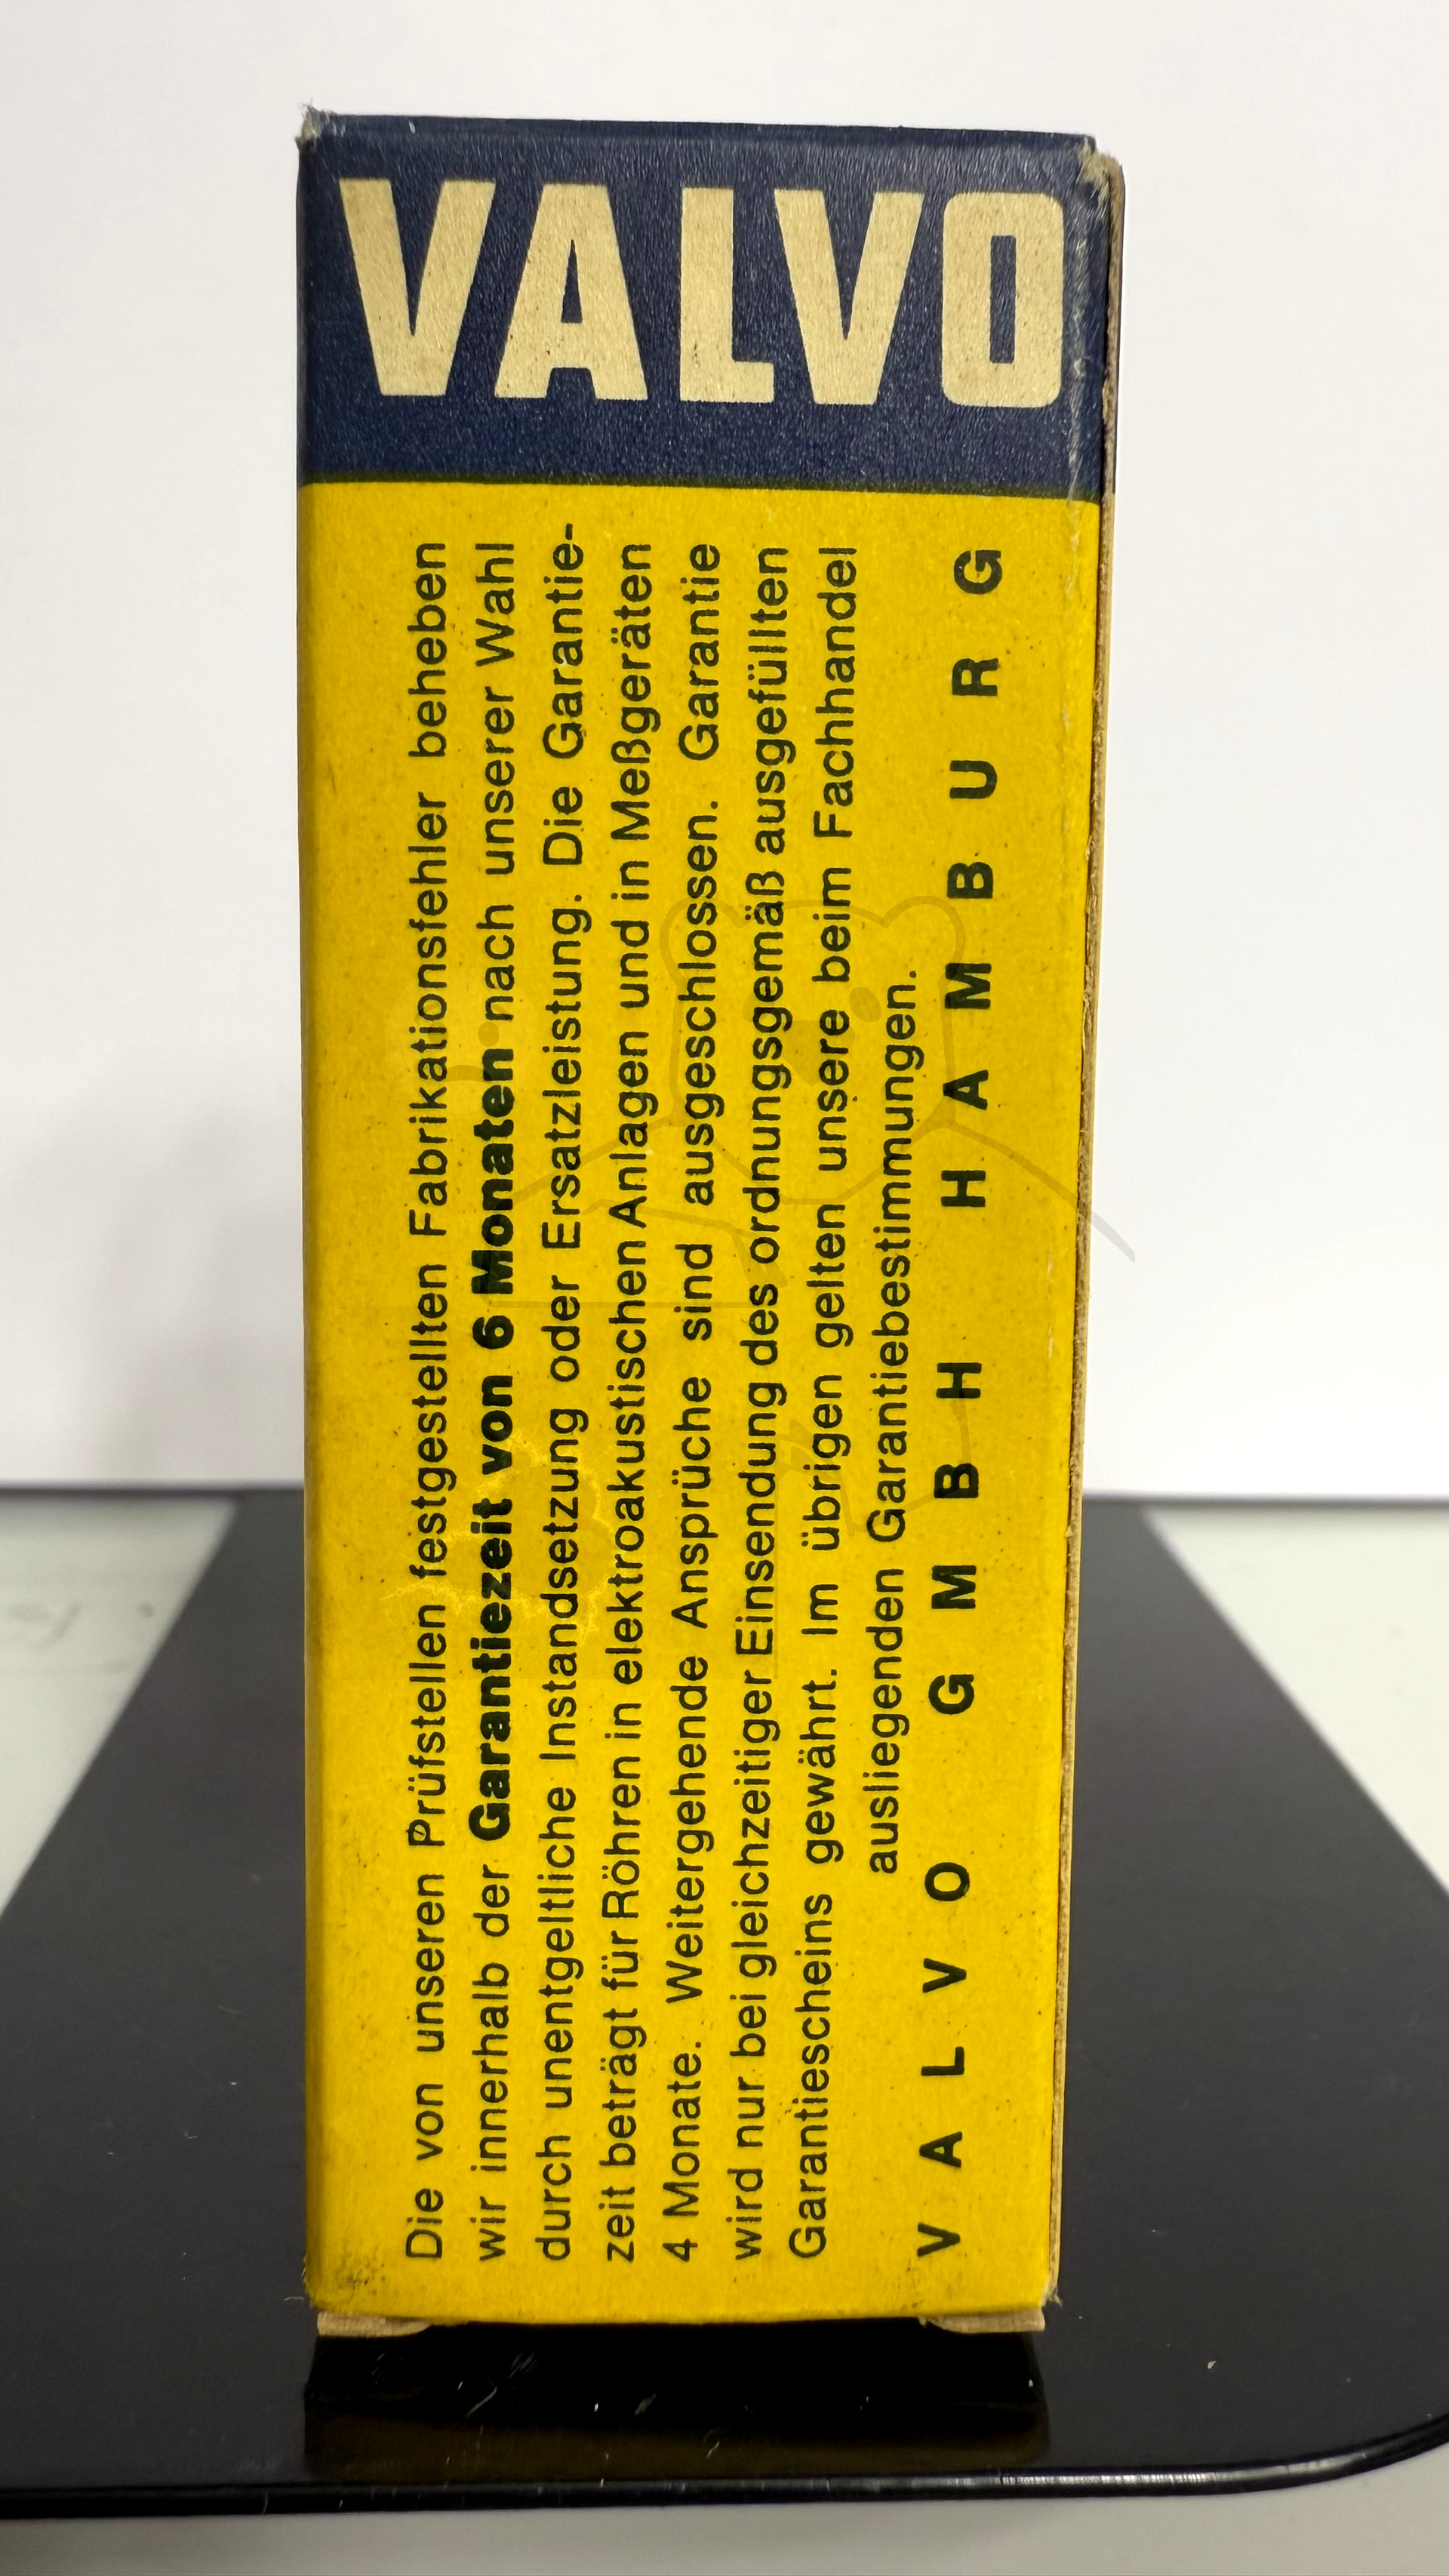 VALVO
Die von unseren Prüfstellen festgestellten Fabrikationsfehler beheben
wir innerhalb der Garantiezeit von 6 Monaten nach unserer Wahl
durch unentgeltliche Instandsetzung oder Ersatzleistung. Die Garantie-
zeit beträgt für Röhren in elektroakustischen Anlagen und in Meßgeräten
4 Monate. Weitergehende Ansprüche sind ausgeschlossen. Garantie
wird nur bei gleichzeitiger Einsendung des ordnungsgemäß ausgefüllten
Garantiescheins gewährt. Im übrigen gelten unsere beim Fachhandel
ausliegenden Garantiebestimmungen.
VALVO GMBH HAMBURG